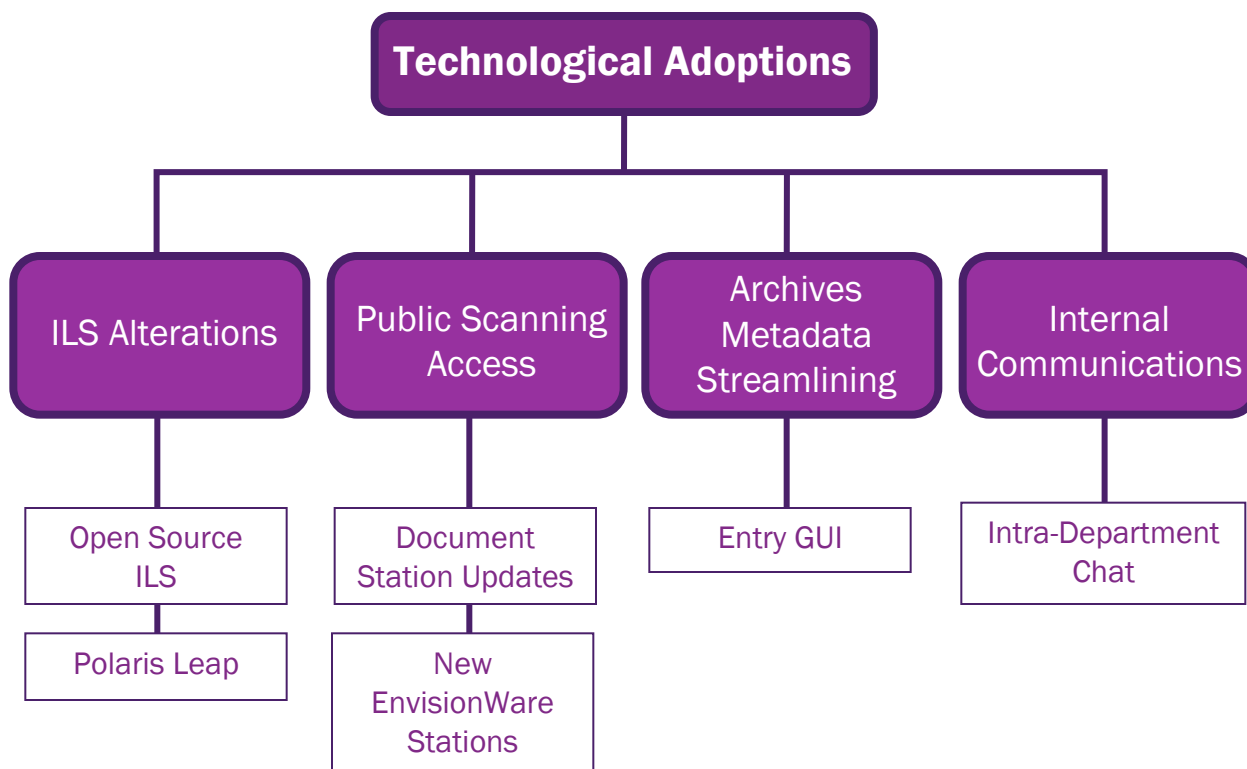 Technological Adoptions
ILS Alterations
Public Scanning
Access
Archives
Metadata
Streamlining
Internal
Communications
Open Source
ILS
Polaris Leap
Document
Station Updates
New
EnvisionWare
Stations
Entry GUI
Intra-Department
Chat